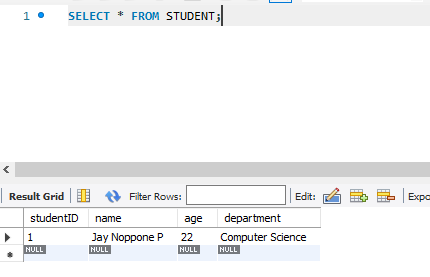 1 SELECT * FROM STUDENT;
Result Grid Filter Rows: Edit:
studentID name age department
1 Jay Noppone P 22 Computer Science
NULL NULL NULL NULL